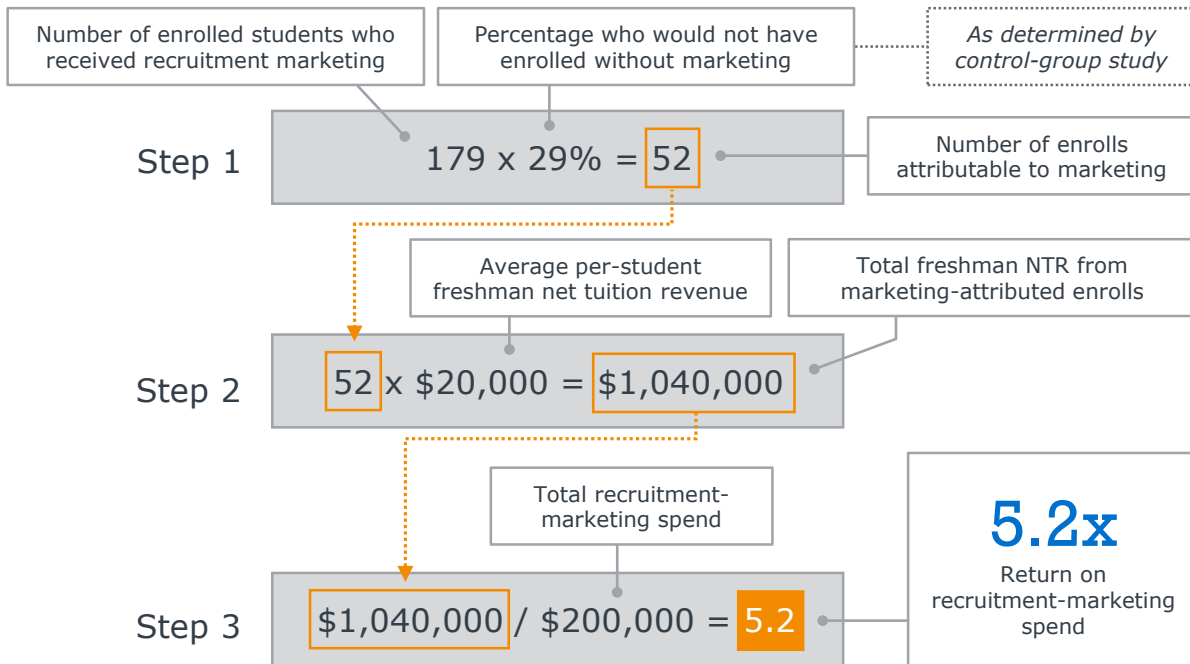 Number of enrolled students who
received recruitment marketing
Percentage who would not have
enrolled without marketing
As determined by
control-group study
Step 1
179 x 29% = 52
Number of enrolls
attributable to marketing
Average per-student
freshman net tuition revenue
Total freshman NTR from
marketing-attributed enrolls
Step 2
52 x $20,000 = $1,040,000
Total recruitment-
marketing spend
Step 3
$1,040,000 / $200,000 = 5.2
5.2x
Return on
recruitment-marketing
spend